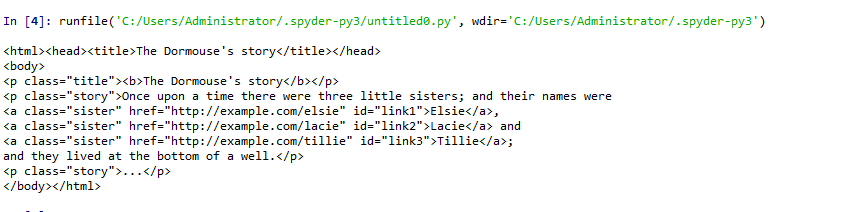 In [4]: runfile('C:/Users/Administrator/.spyder-py3/untitled0.py', wdir='C:/Users/Administrator/.spyder-py3')
<html><head><title>The Dormouse's story</title></head>
<body>
<p class="title"><b>The Dormouse's story</b></p>
<p class="story">Once upon a time there were three little sisters; and their names were
<a class="sister" href="http://example.com/elsie" id="link1">Elsie</a>,
<a class="sister" href="http://example.com/lacie" id="link2">Lacie</a> and
<a class="sister" href="http://example.com/tillie" id="link3">Tillie</a>;
and they lived at the bottom of a well.</p>
<p class="story">...</p>
</body></html>